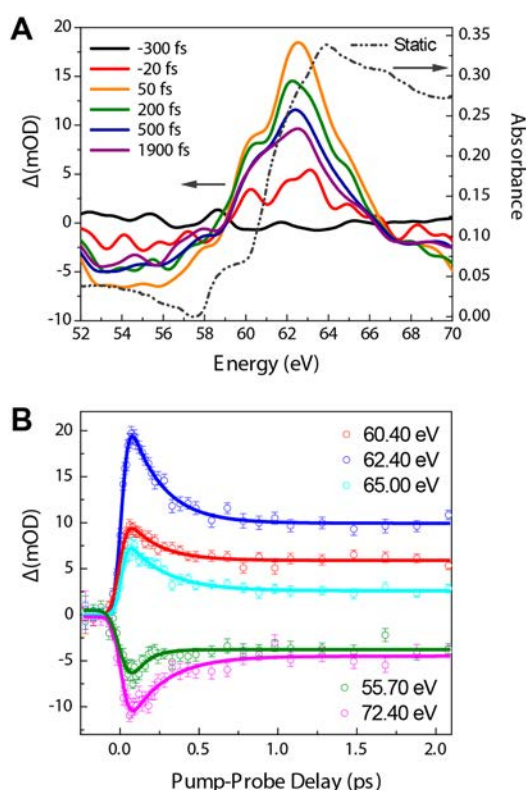 A
-300 fs
-20 fs
50 fs
200 fs
500 fs
1900 fs
Static
20
15
10
5
0
-5
-10
Δ(mOD)
0.35
0.30
0.25
0.20
0.15
0.10
0.05
0.00
Absorbance
52 54 56 58 60 62 64 66 68 70
Energy (eV)
B
60.40 eV
62.40 eV
65.00 eV
20
15
10
5
0
-5
-10
Δ(mOD)
55.70 eV
72.40 eV
0.0 0.5 1.0 1.5 2.0
Pump-Probe Delay (ps)